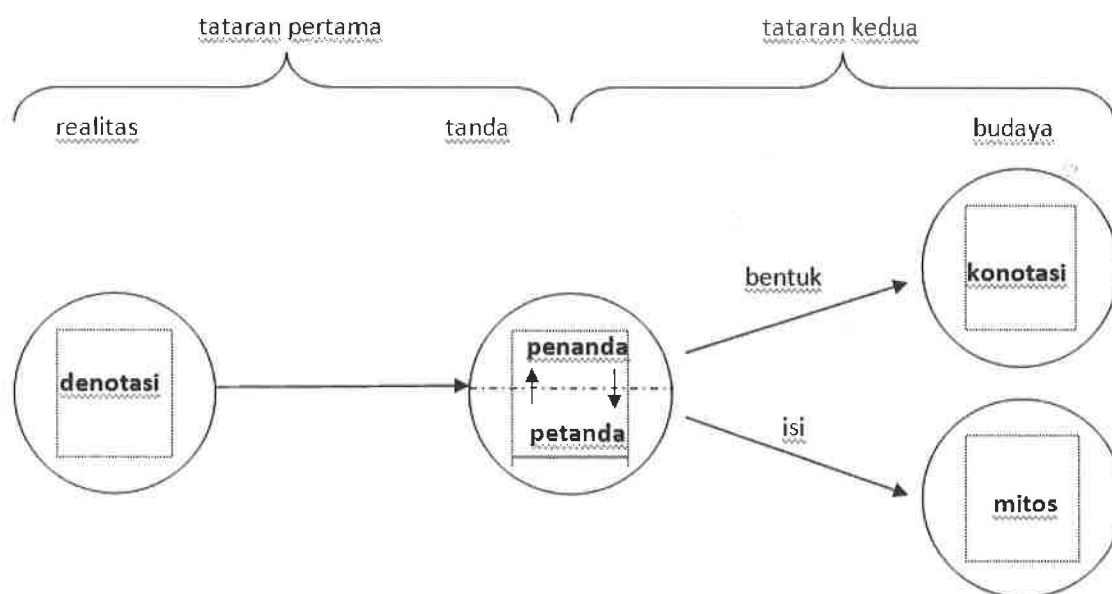 tataran pertama
tataran kedua
realitas
tanda
budaya
bentuk
konotasi
denotasi
penanda
petanda
isi
mitos